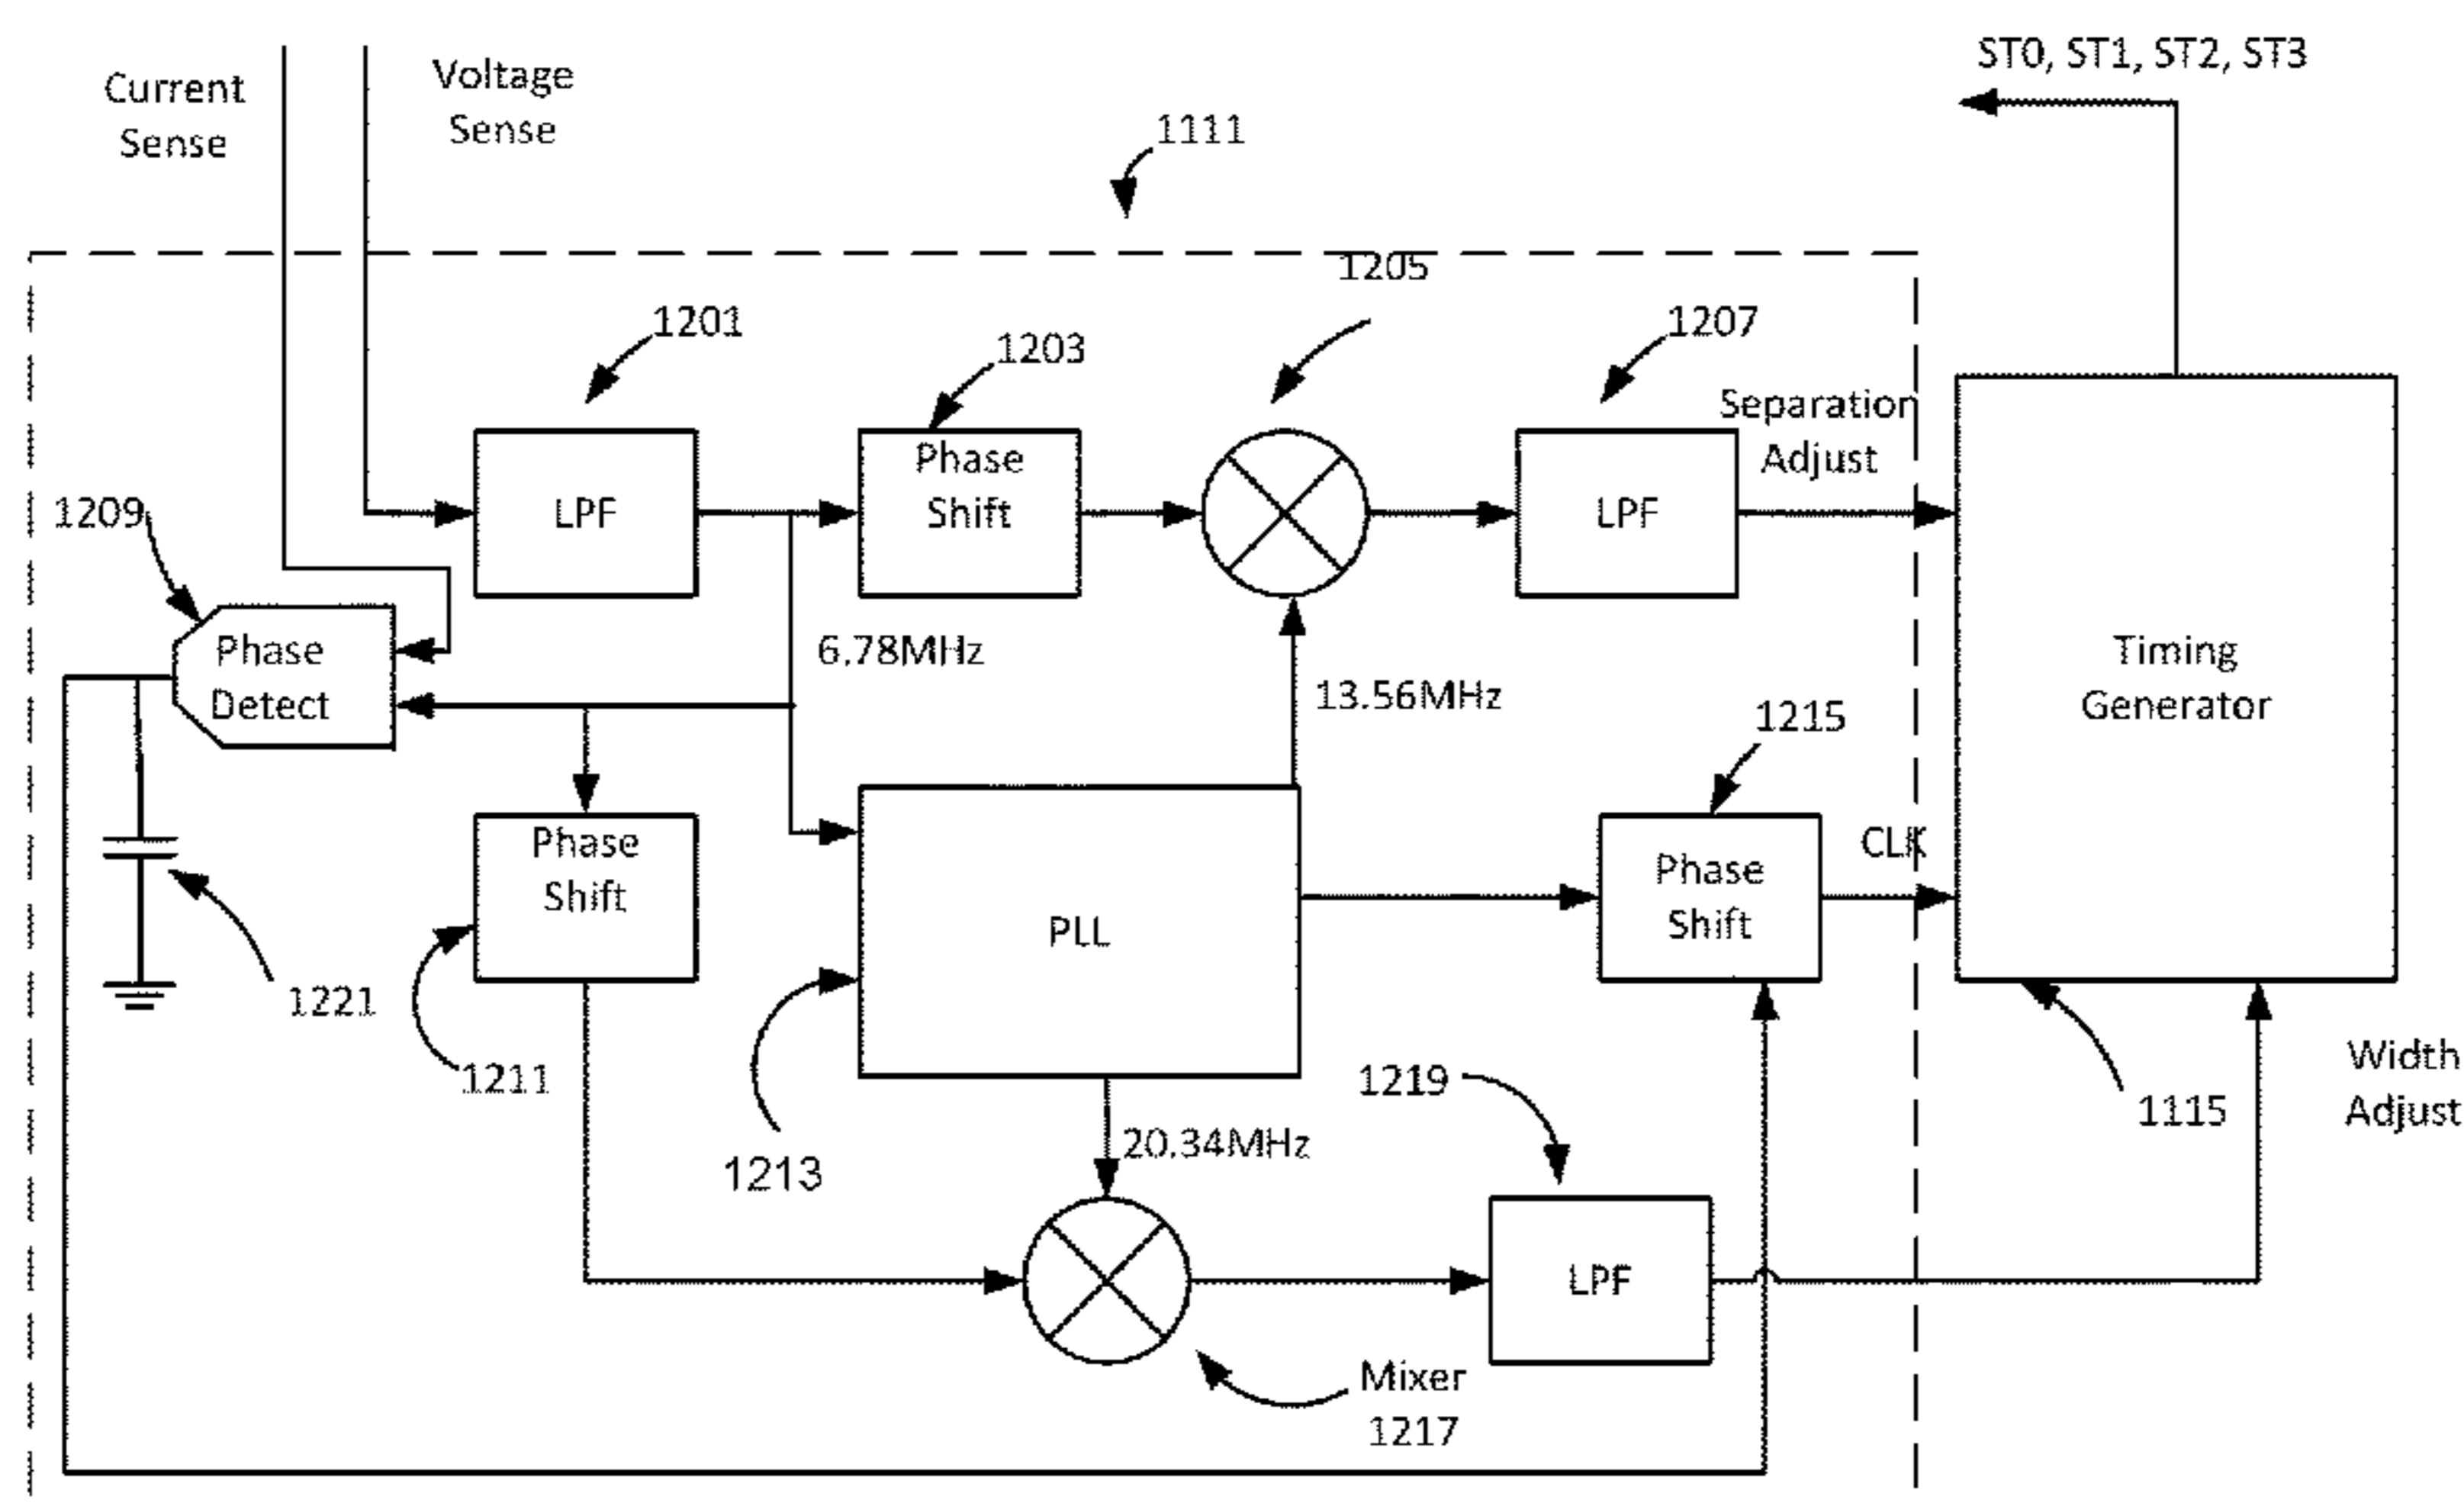 ST0, ST1, ST2, ST3
Current
Sense
Voltage
Sense
1111
1205
1201
1203
1207
Separation
Adjust
1209
LPF
Phase
Shift
LPF
Phase
Detect
6.78MHz
13.56MHz
Timing
Generator
1215
Phase
Shift
PLL
Phase
Shift
CLK
1221
1211
1213
1219
1115
Width
Adjust
20.34MHz
LPF
Mixer
1217